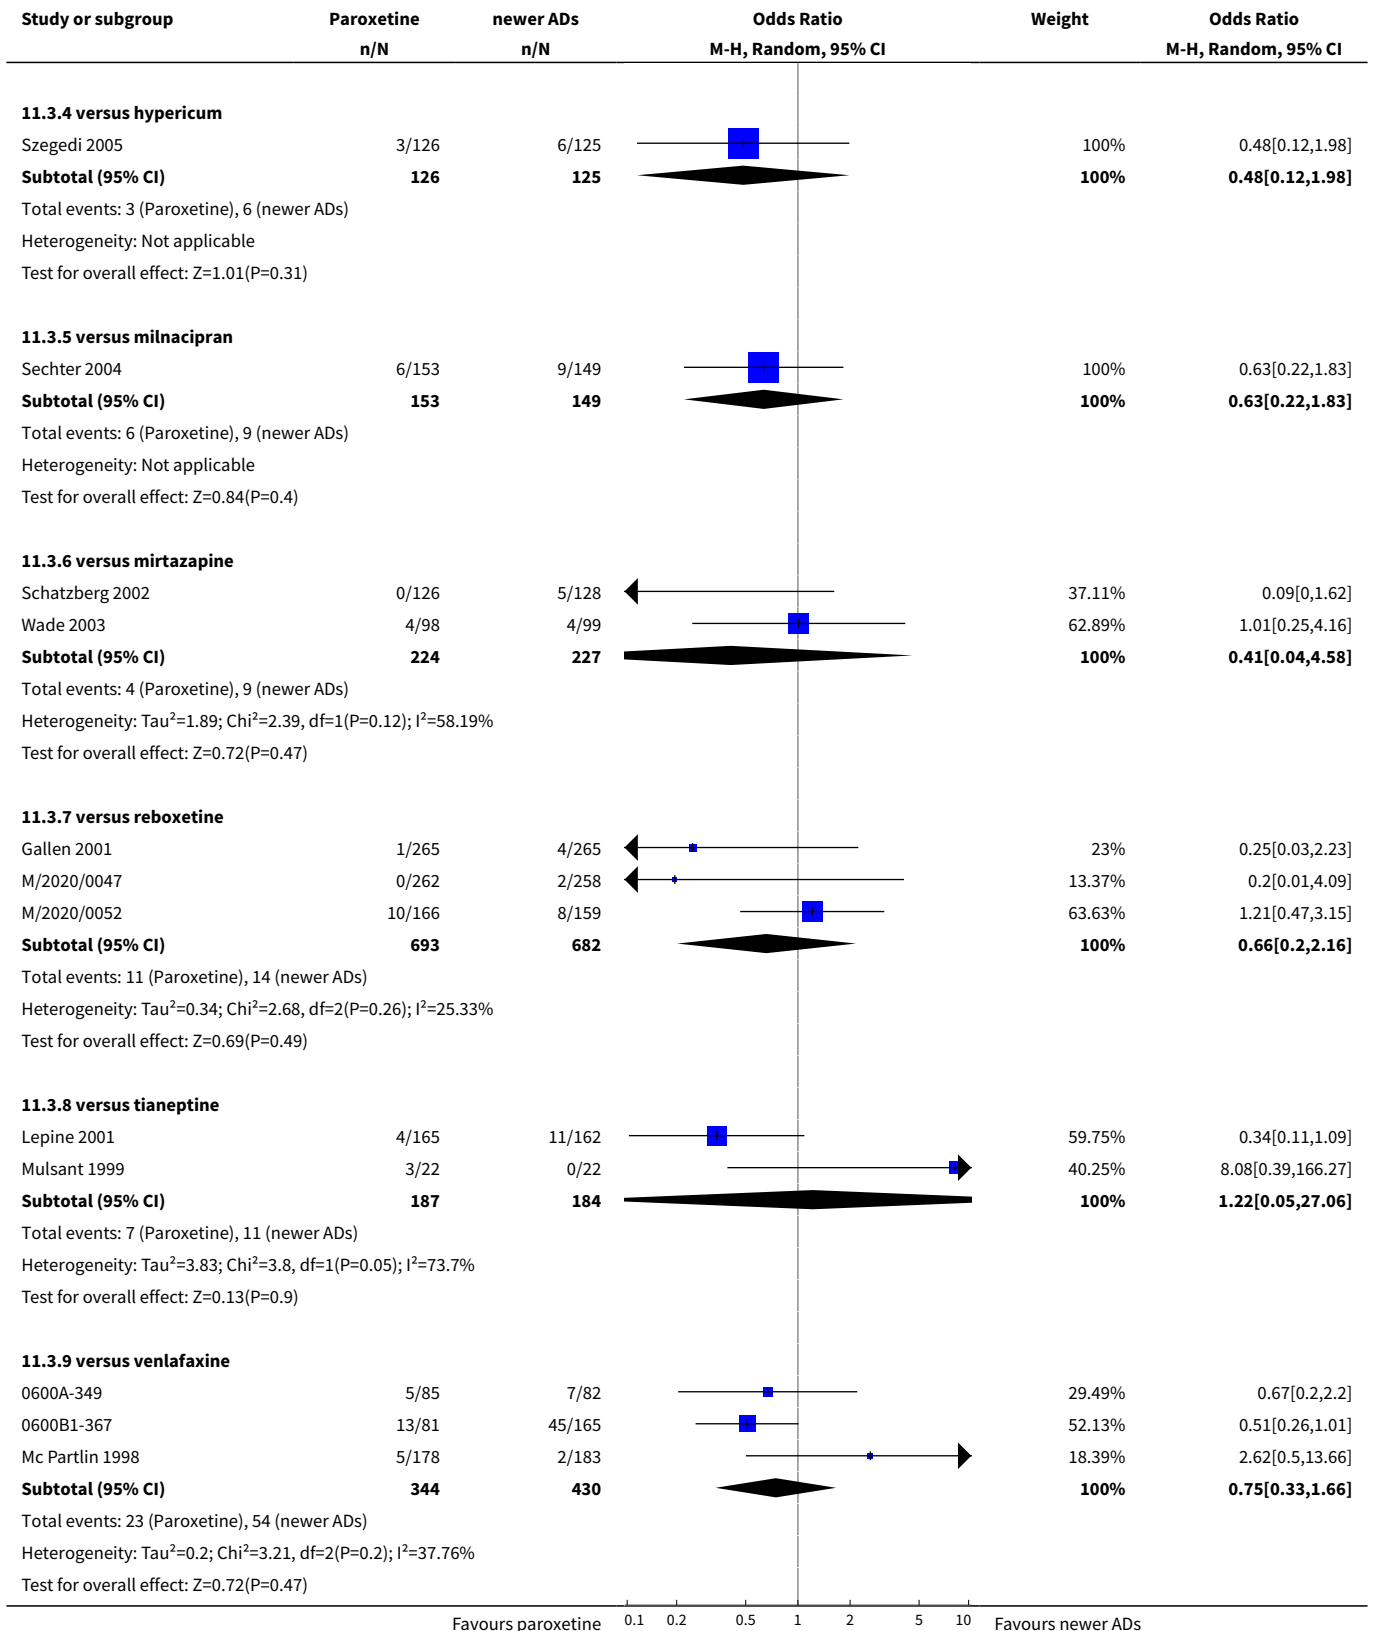 Study or subgroup Paroxetine newer ADs Odds Ratio Weight Odds Ratio
n/N n/N M-H, Random, 95% CI M-H, Random, 95% CI
11.3.4 versus hypericum
Szegedi 2005 3/126 6/125 100% 0.48[0.12,1.98]
Subtotal (95% CI) 126 125 100% 0.48[0.12,1.98]
Total events: 3 (Paroxetine), 6 (newer ADs)
Heterogeneity: Not applicable
Test for overall effect: Z=1.01(P=0.31)
11.3.5 versus milnacipran
Sechter 2004 6/153 9/149 100% 0.63[0.22,1.83]
Subtotal (95% CI) 153 149 100% 0.63[0.22,1.83]
Total events: 6 (Paroxetine), 9 (newer ADs)
Heterogeneity: Not applicable
Test for overall effect: Z=0.84(P=0.4)
11.3.6 versus mirtazapine
Schatzberg 2002 0/126 5/128 37.11% 0.09[0,1.62]
Wade 2003 4/98 4/99 62.89% 1.01[0.25,4.16]
Subtotal (95% CI) 224 227 100% 0.41[0.04,4.58]
Total events: 4 (Paroxetine), 9 (newer ADs)
Heterogeneity: Tau²=1.89; Chi²=2.39, df=1(P=0.12); I²=58.19%
Test for overall effect: Z=0.72(P=0.47)
11.3.7 versus reboxetine
Gallen 2001 1/265 4/265 23% 0.25[0.03,2.23]
M/2020/0047 0/262 2/258 13.37% 0.2[0.01,4.09]
M/2020/0052 10/166 8/159 63.63% 1.21[0.47,3.15]
Subtotal (95% CI) 693 682 100% 0.66[0.2,2.16]
Total events: 11 (Paroxetine), 14 (newer ADs)
Heterogeneity: Tau²=0.34; Chi²=2.68, df=2(P=0.26); I²=25.33%
Test for overall effect: Z=0.69(P=0.49)
11.3.8 versus tianeptine
Lepine 2001 4/165 11/162 59.75% 0.34[0.11,1.09]
Mulsant 1999 3/22 0/22 40.25% 8.08[0.39,166.27]
Subtotal (95% CI) 187 184 100% 1.22[0.05,27.06]
Total events: 7 (Paroxetine), 11 (newer ADs)
Heterogeneity: Tau²=3.83; Chi²=3.8, df=1(P=0.05); I²=73.7%
Test for overall effect: Z=0.13(P=0.9)
11.3.9 versus venlafaxine
0600A-349 5/85 7/82 29.49% 0.67[0.2,2.2]
0600B1-367 13/81 45/165 52.13% 0.51[0.26,1.01]
Mc Partlin 1998 5/178 2/183 18.39% 2.62[0.5,13.66]
Subtotal (95% CI) 344 430 100% 0.75[0.33,1.66]
Total events: 23 (Paroxetine), 54 (newer ADs)
Heterogeneity: Tau²=0.2; Chi²=3.21, df=2(P=0.2); I²=37.76%
Test for overall effect: Z=0.72(P=0.47)
Favours paroxetine 0.1 0.2 0.5 1 2 5 10 Favours newer ADs